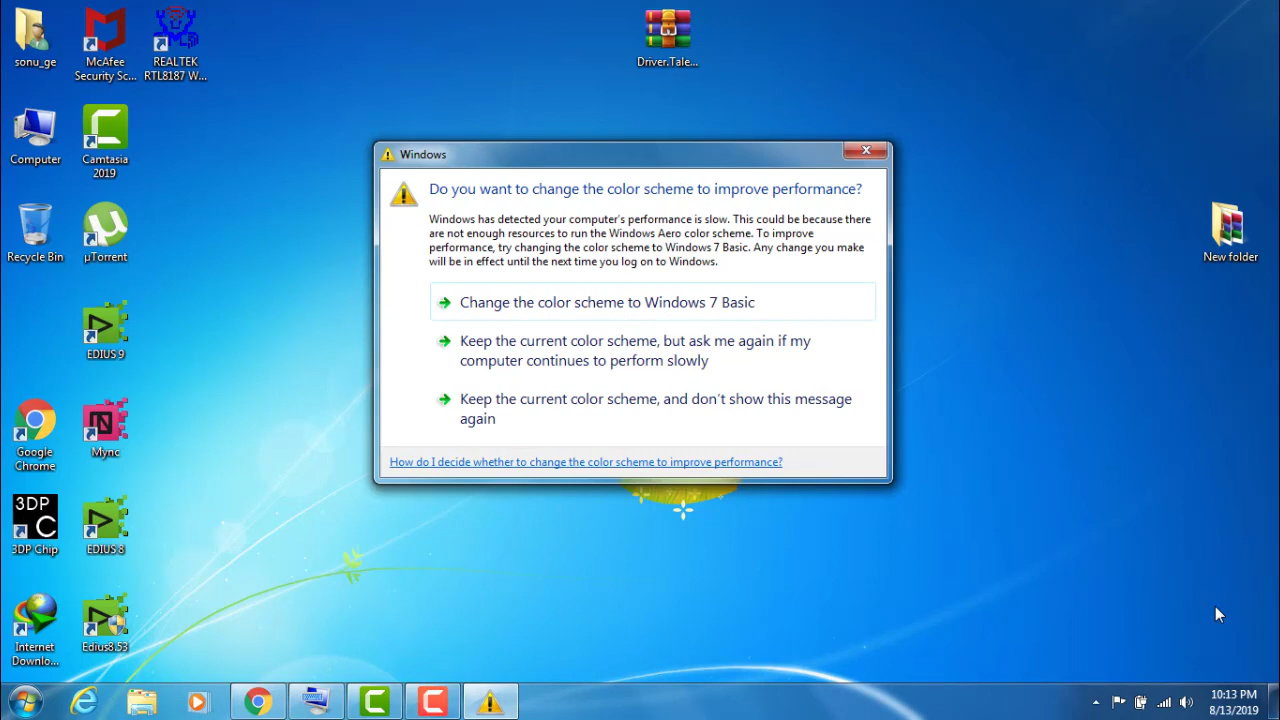 sonu_ge
McAfee
Security Sc...
REALTEK
RTL8187 W...
Driver.Tale...
Computer
Camtasia
2019
Recycle Bin
µTorrent
New folder
EDIUS 9
Google
Chrome
Mync
3DP
C
3DP Chip
EDIUS 8
Internet
Downlo...
Edius8.53
Windows
Do you want to change the color scheme to improve performance?
Windows has detected your computer's performance is slow. This could be because there
are not enough resources to run the Windows Aero color scheme. To improve
performance, try changing the color scheme to Windows 7 Basic. Any change you make
will be in effect until the next time you log on to Windows.
Change the color scheme to Windows 7 Basic
Keep the current color scheme, but ask me again if my
computer continues to perform slowly
Keep the current color scheme, and don't show this message
again
How do I decide whether to change the color scheme to improve performance?
10:13 PM
8/13/2019